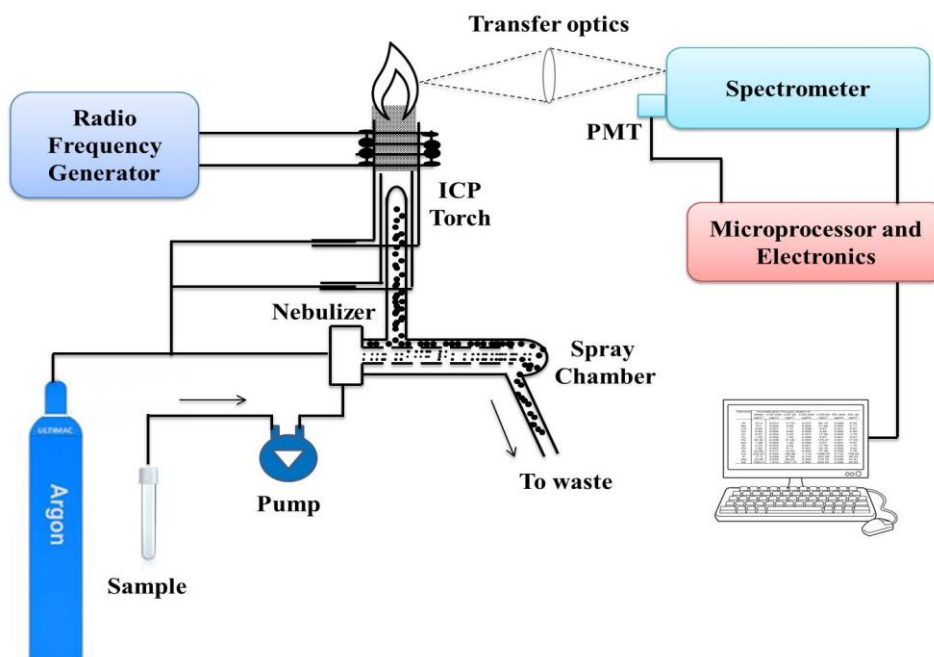 Transfer optics
Spectrometer
PMT
Radio
Frequency
Generator
ICP
Torch
Microprocessor and
Electronics
Nebulizer
Spray
Chamber
ULTIMAC
Argon
Pump
To waste
Sample